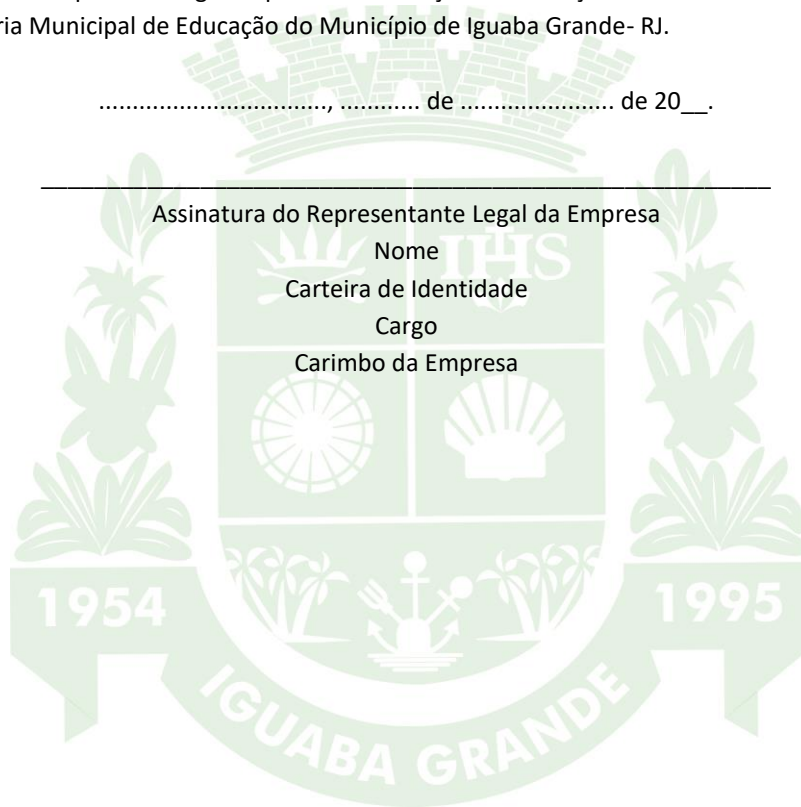 ria Municipal de Educação do Município de Iguaba Grande- RJ.
.................................., ............ de ....................... de 20__.
_______________________________________________________
Assinatura do Representante Legal da Empresa
Nome
Carteira de Identidade
Cargo
Carimbo da Empresa
IHS
1954
1995
IGUABA GRANDE